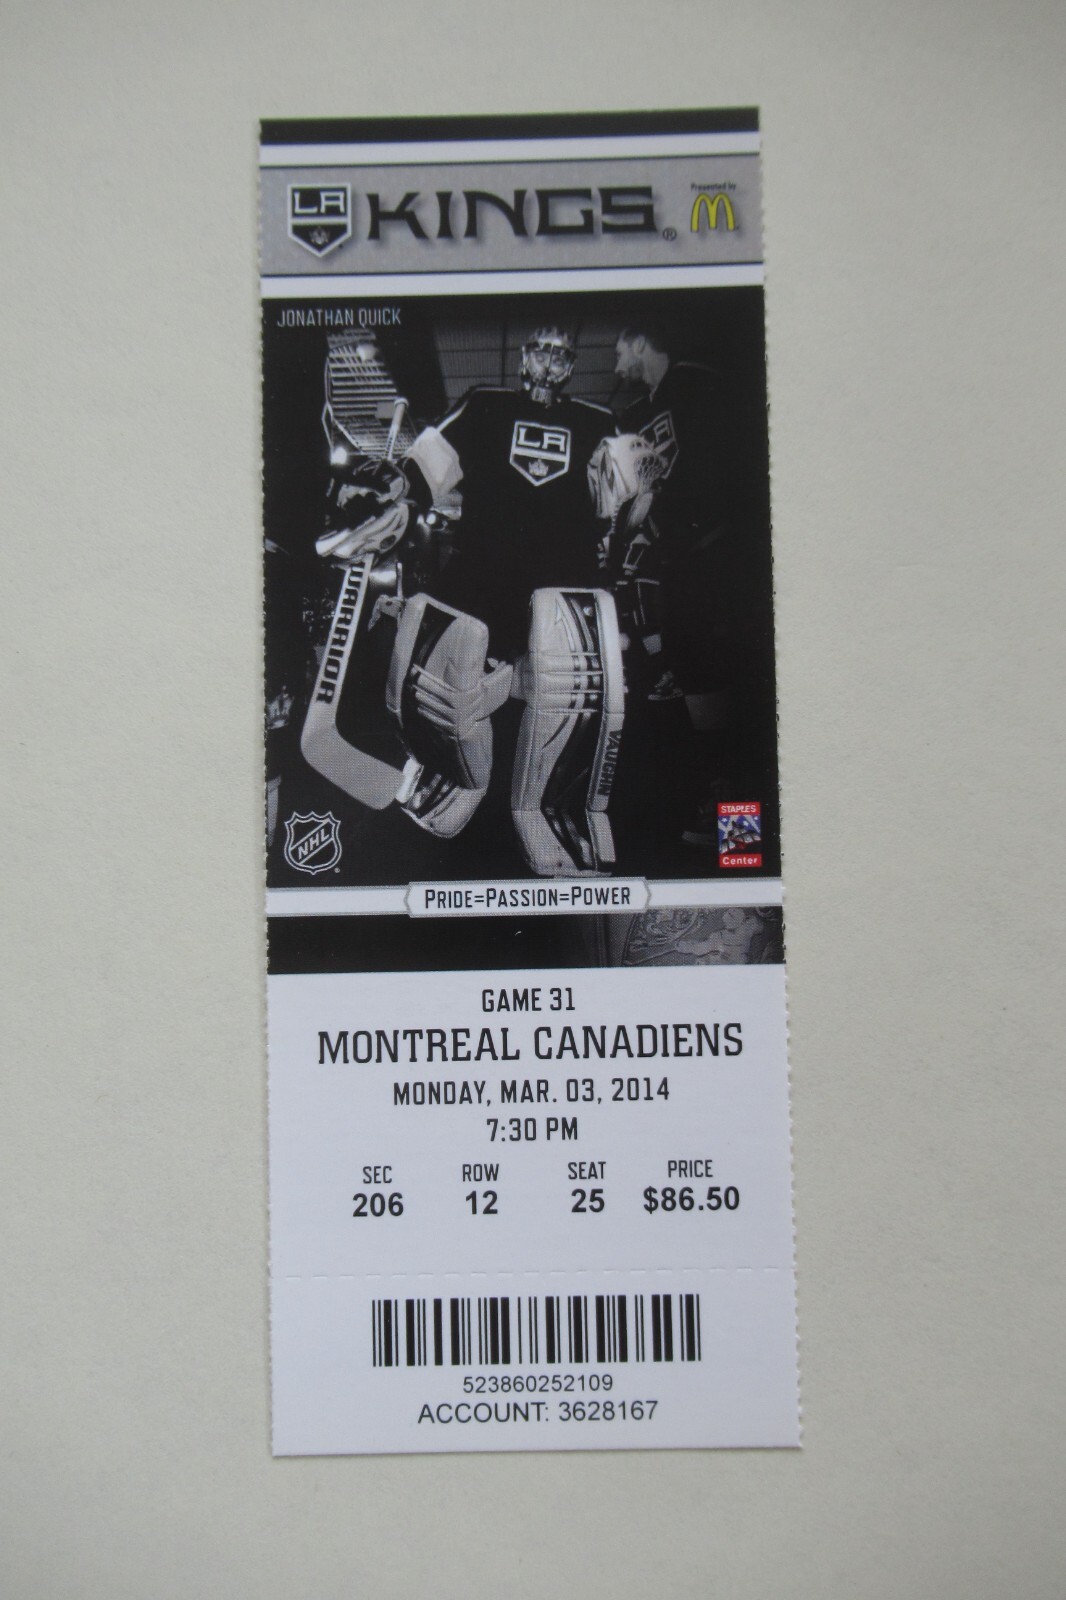 LA KINGS® Presented by M
JONATHAN QUICK
LA
WARRIOR
VAUGHN
NHL
STAPLES
Center
PRIDE=PASSION=POWER
GAME 31
MONTREAL CANADIENS
MONDAY, MAR. 03, 2014
7:30 PM
SEC ROW SEAT PRICE
206 12 25 $86.50
523860252109
ACCOUNT: 3628167